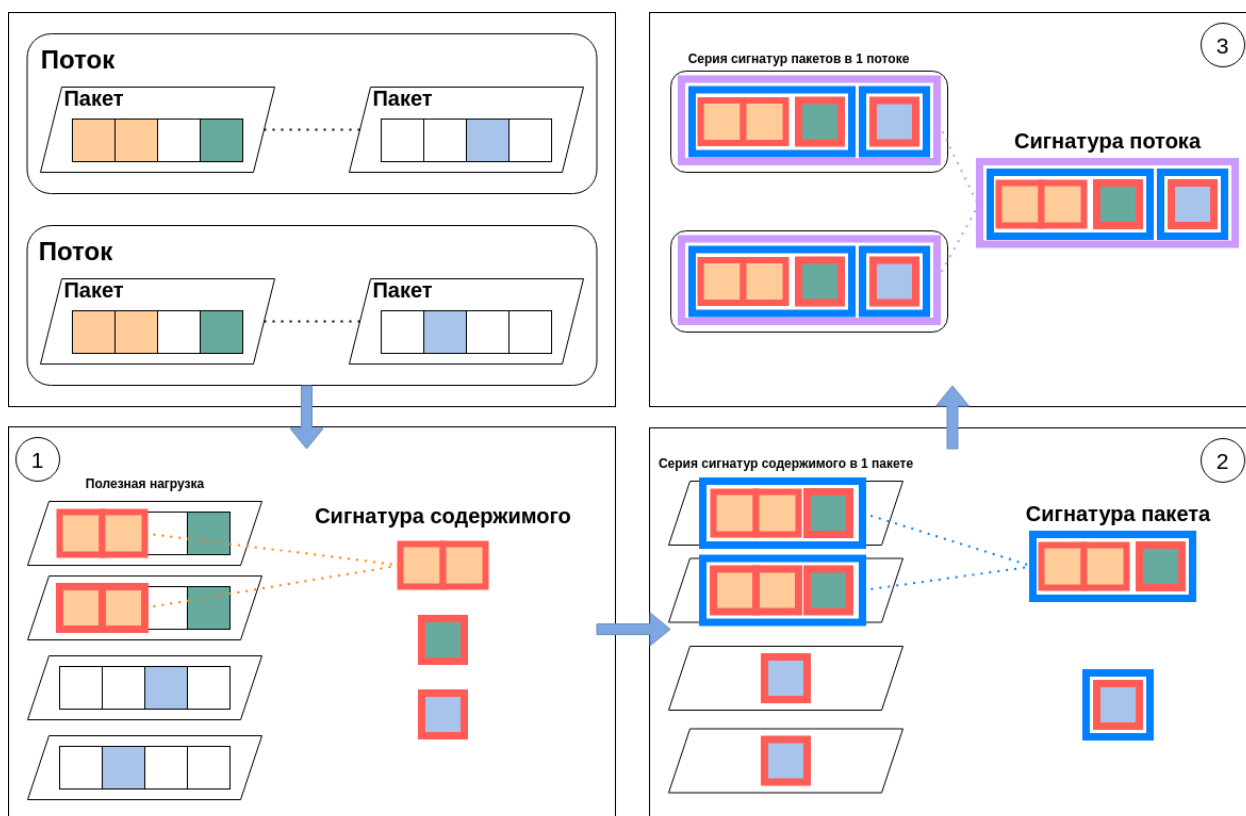 Поток
Пакет
Пакет
Поток
Пакет
Пакет
1
Полезная нагрузка
Сигнатура содержимого
2
Серия сигнатур содержимого в 1 пакете
Сигнатура пакета
3
Серия сигнатур пакетов в 1 потоке
Сигнатура потока